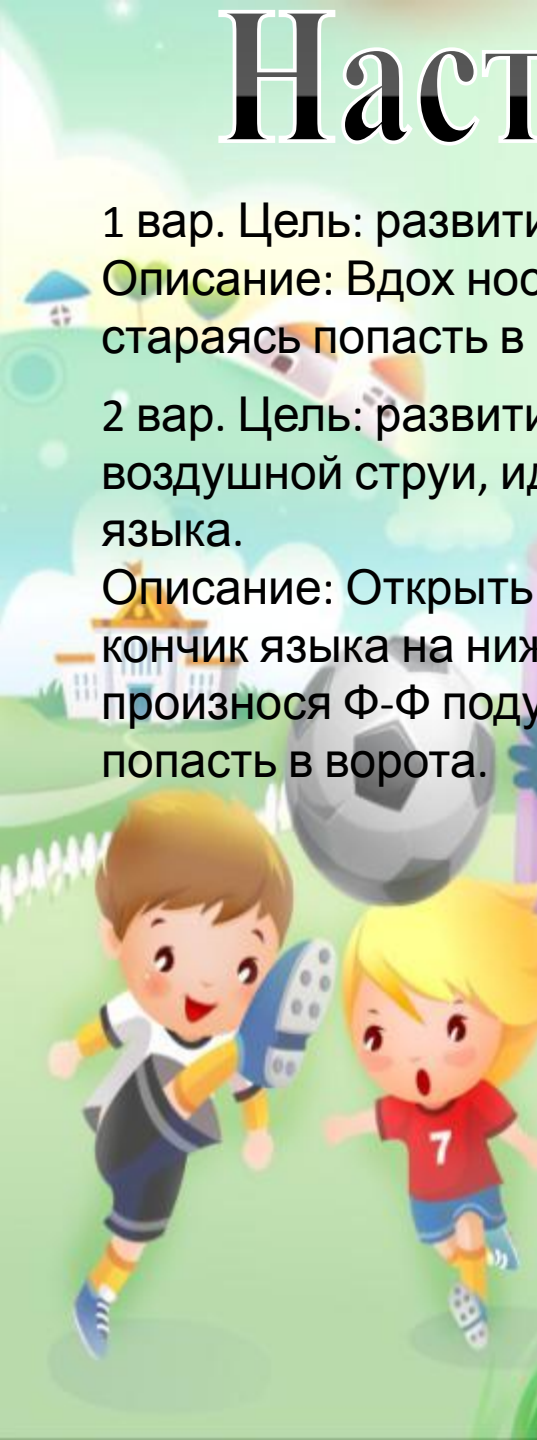 Наст
1 вар. Цель: развити
Описание: Вдох нос
стараясь попасть в
2 вар. Цель: развити
воздушной струи, ид
языка.
Описание: Открыть
кончик языка на ниж
произнося Ф-Ф поду
попасть в ворота.
7